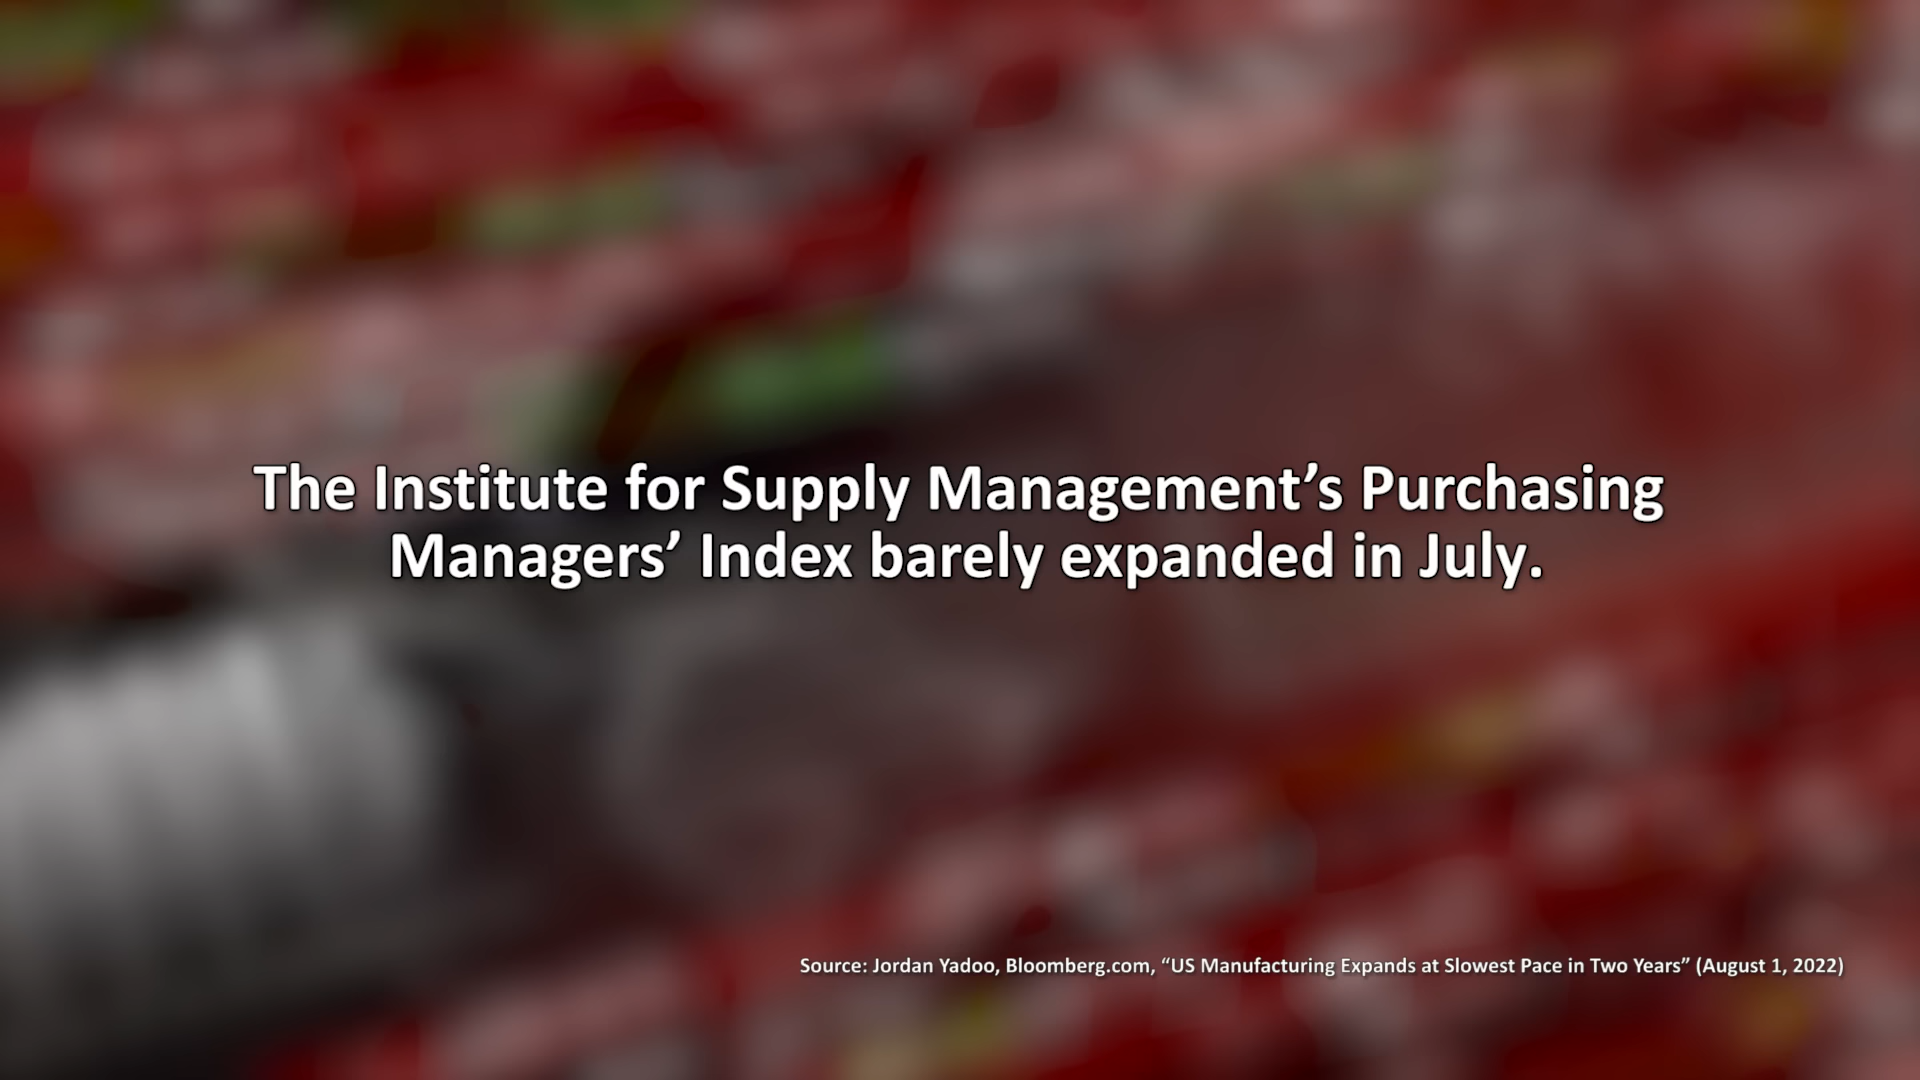 The Institute for Supply Management’s Purchasing
Managers’ Index barely expanded in July.
Source: Jordan Yadoo, Bloomberg.com, “US Manufacturing Expands at Slowest Pace in Two Years” (August 1, 2022)